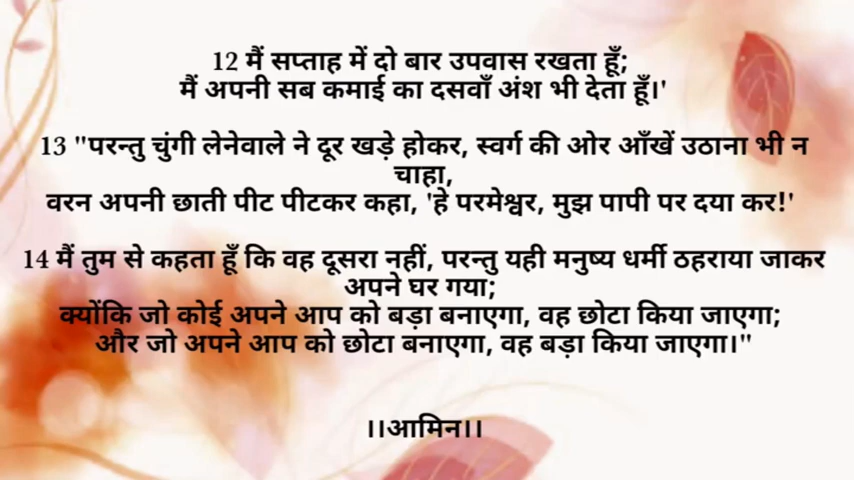 12 मैं सप्ताह में दो बार उपवास रखता हूँ;
मैं अपनी सब कमाई का दसवाँ अंश भी देता हूँ।'
13 "परन्तु चुंगी लेनेवाले ने दूर खड़े होकर, स्वर्ग की ओर आँखें उठाना भी न
चाहा,
वरन अपनी छाती पीट पीटकर कहा, 'हे परमेश्वर, मुझ पापी पर दया कर!'
14 मैं तुम से कहता हूँ कि वह दूसरा नहीं, परन्तु यही मनुष्य धर्मी ठहराया जाकर
अपने घर गया;
क्योंकि जो कोई अपने आप को बड़ा बनाएगा, वह छोटा किया जाएगा;
और जो अपने आप को छोटा बनाएगा, वह बड़ा किया जाएगा।"
।।आमिन।।